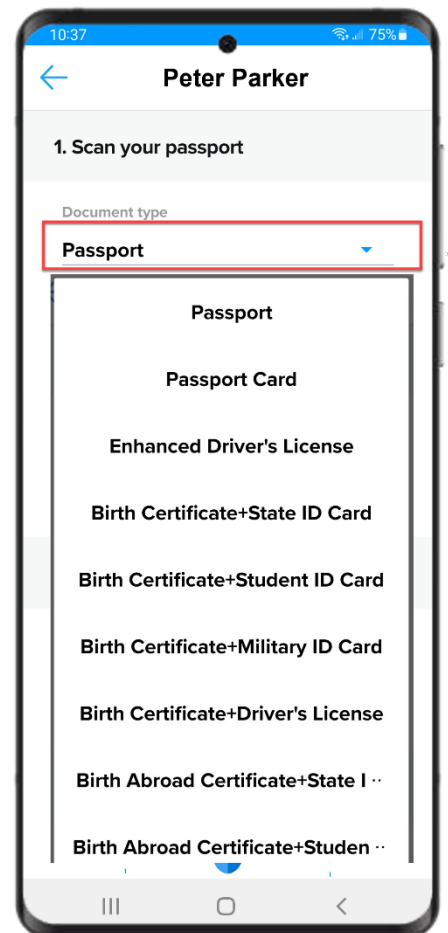 10:37
75%
Peter Parker
1. Scan your passport
Document type
Passport
Passport
Passport Card
Enhanced Driver's License
Birth Certificate+State ID Card
Birth Certificate+Student ID Card
Birth Certificate+Military ID Card
Birth Certificate+Driver's License
Birth Abroad Certificate+State I ··
Birth Abroad Certificate+Studen ··